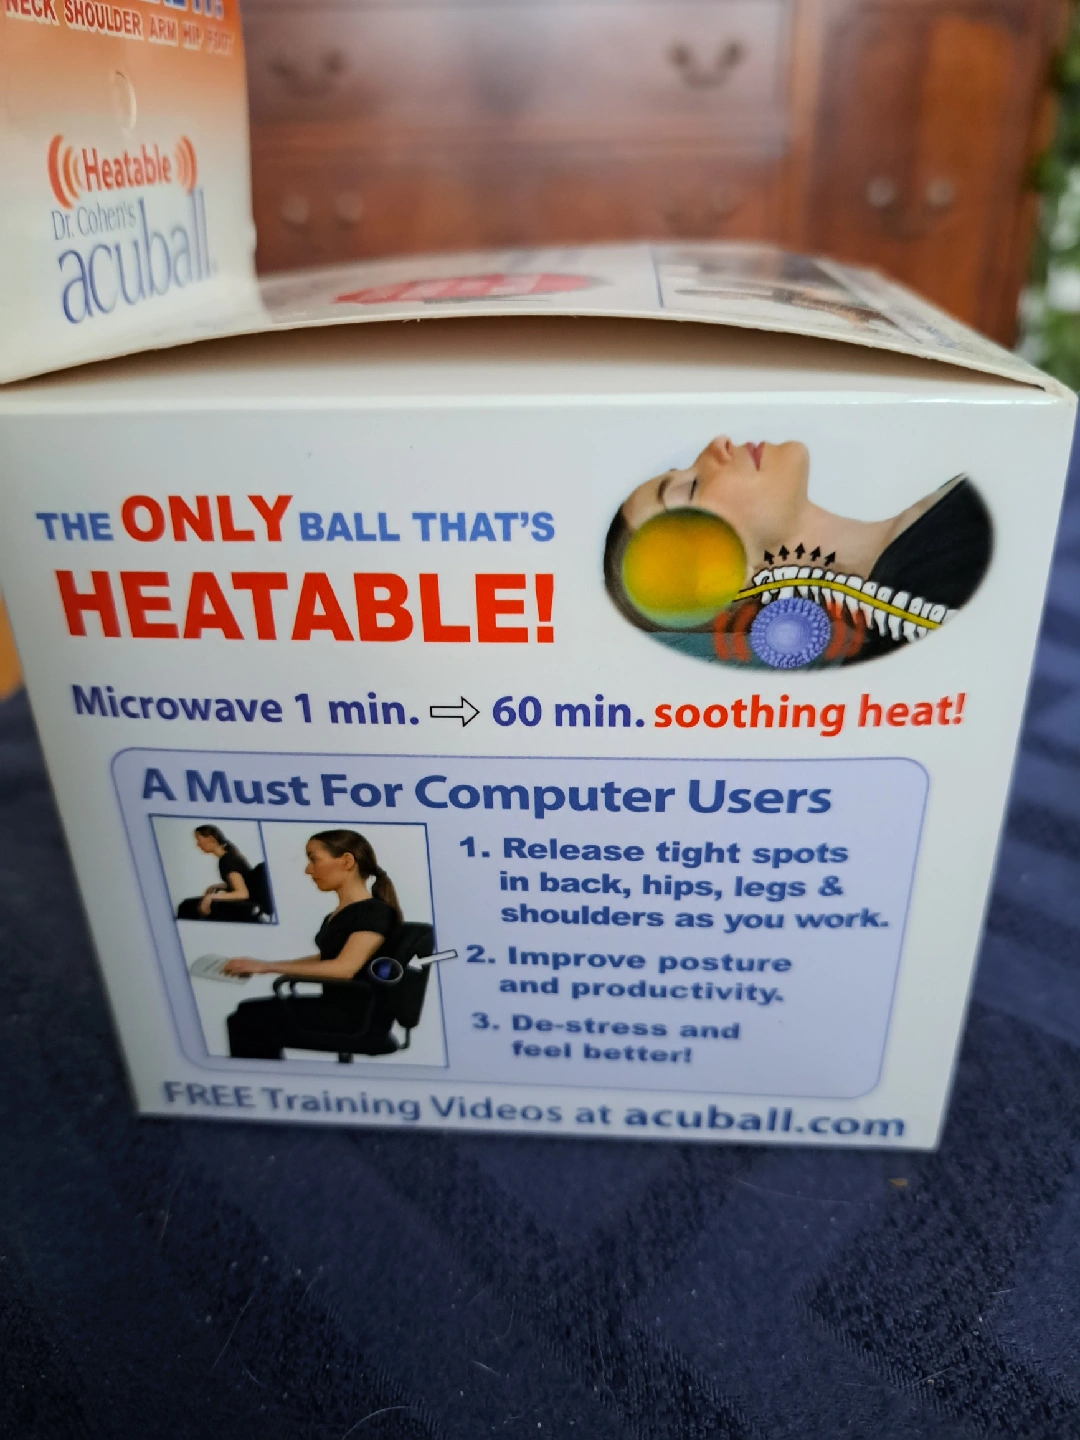 NECK SHOULDER ARM HIP FOOT
((Heatable))
Dr. Cohen's
acuball
THE ONLY BALL THAT'S
HEATABLE!
Microwave 1 min. ⇨ 60 min. soothing heat!
A Must For Computer Users
1. Release tight spots
in back, hips, legs &
shoulders as you work.
2. Improve posture
and productivity.
3. De-stress and
feel better!
FREE Training Videos at acuball.com